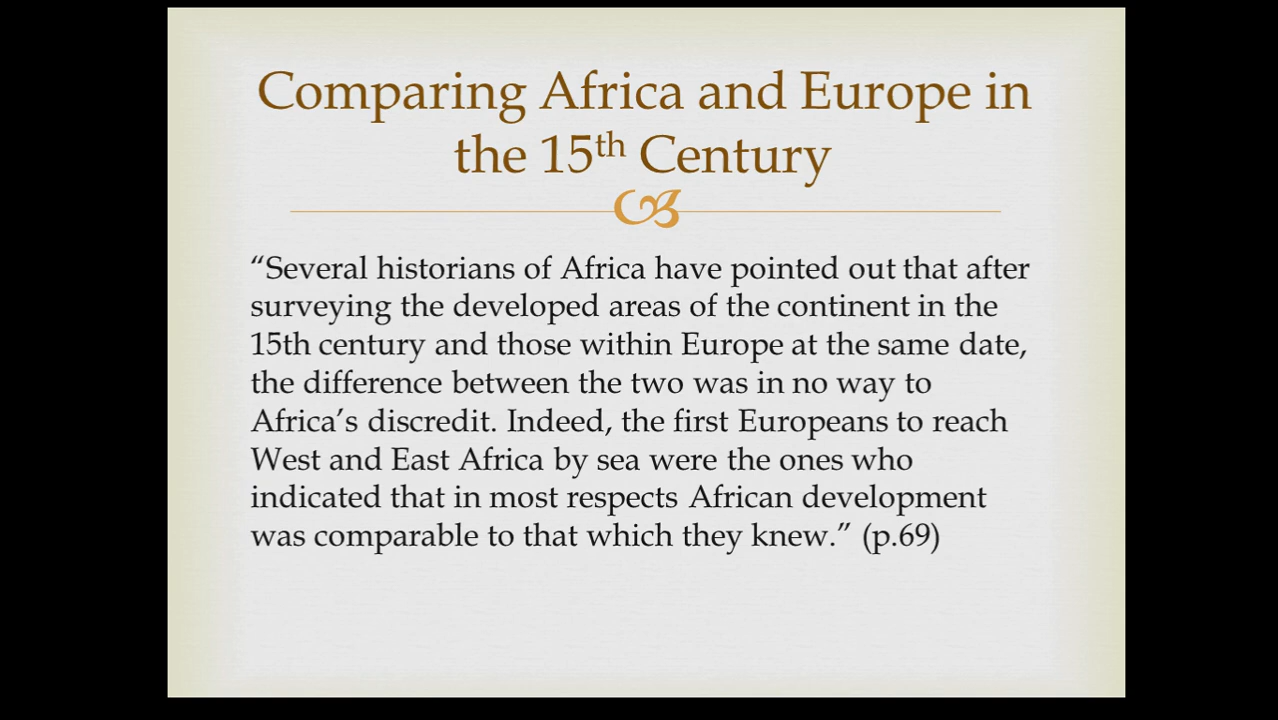 Comparing Africa and Europe in
the 15th Century
“Several historians of Africa have pointed out that after
surveying the developed areas of the continent in the
15th century and those within Europe at the same date,
the difference between the two was in no way to
Africa’s discredit. Indeed, the first Europeans to reach
West and East Africa by sea were the ones who
indicated that in most respects African development
was comparable to that which they knew.” (p.69)